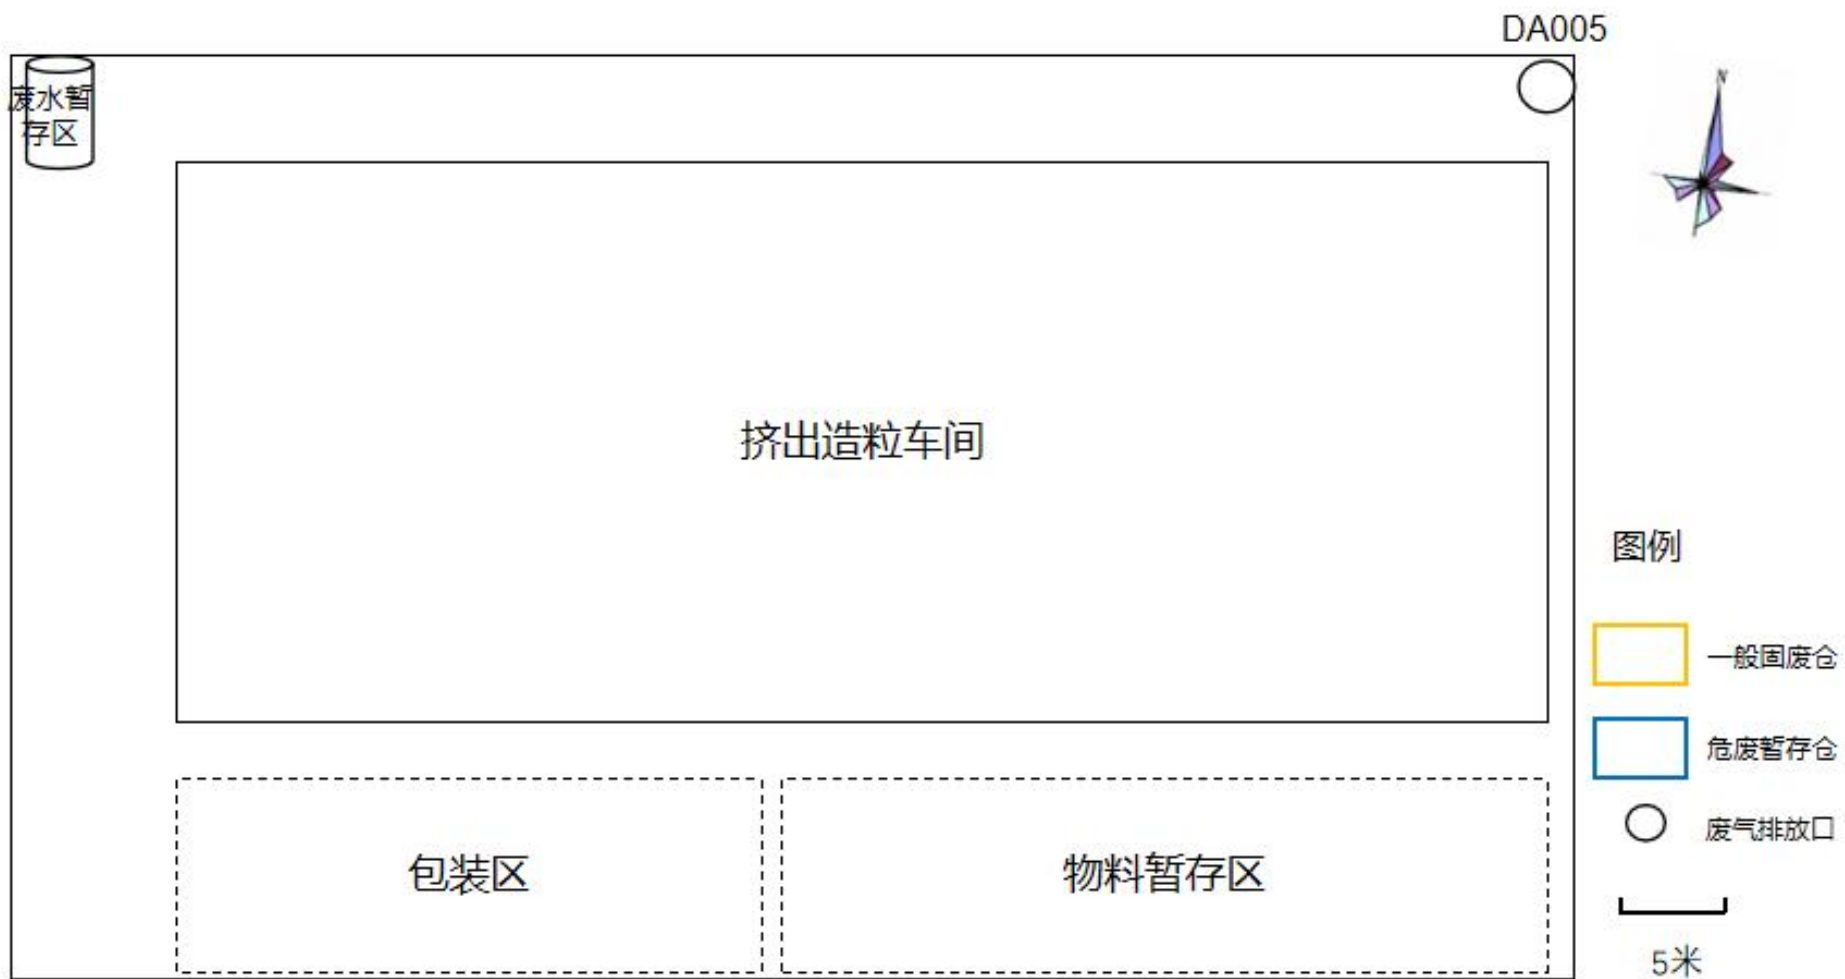 DA005
废水暂
存区
N
挤出造粒车间
图例
一般固废仓
危废暂存仓
废气排放口
包装区
物料暂存区
5米